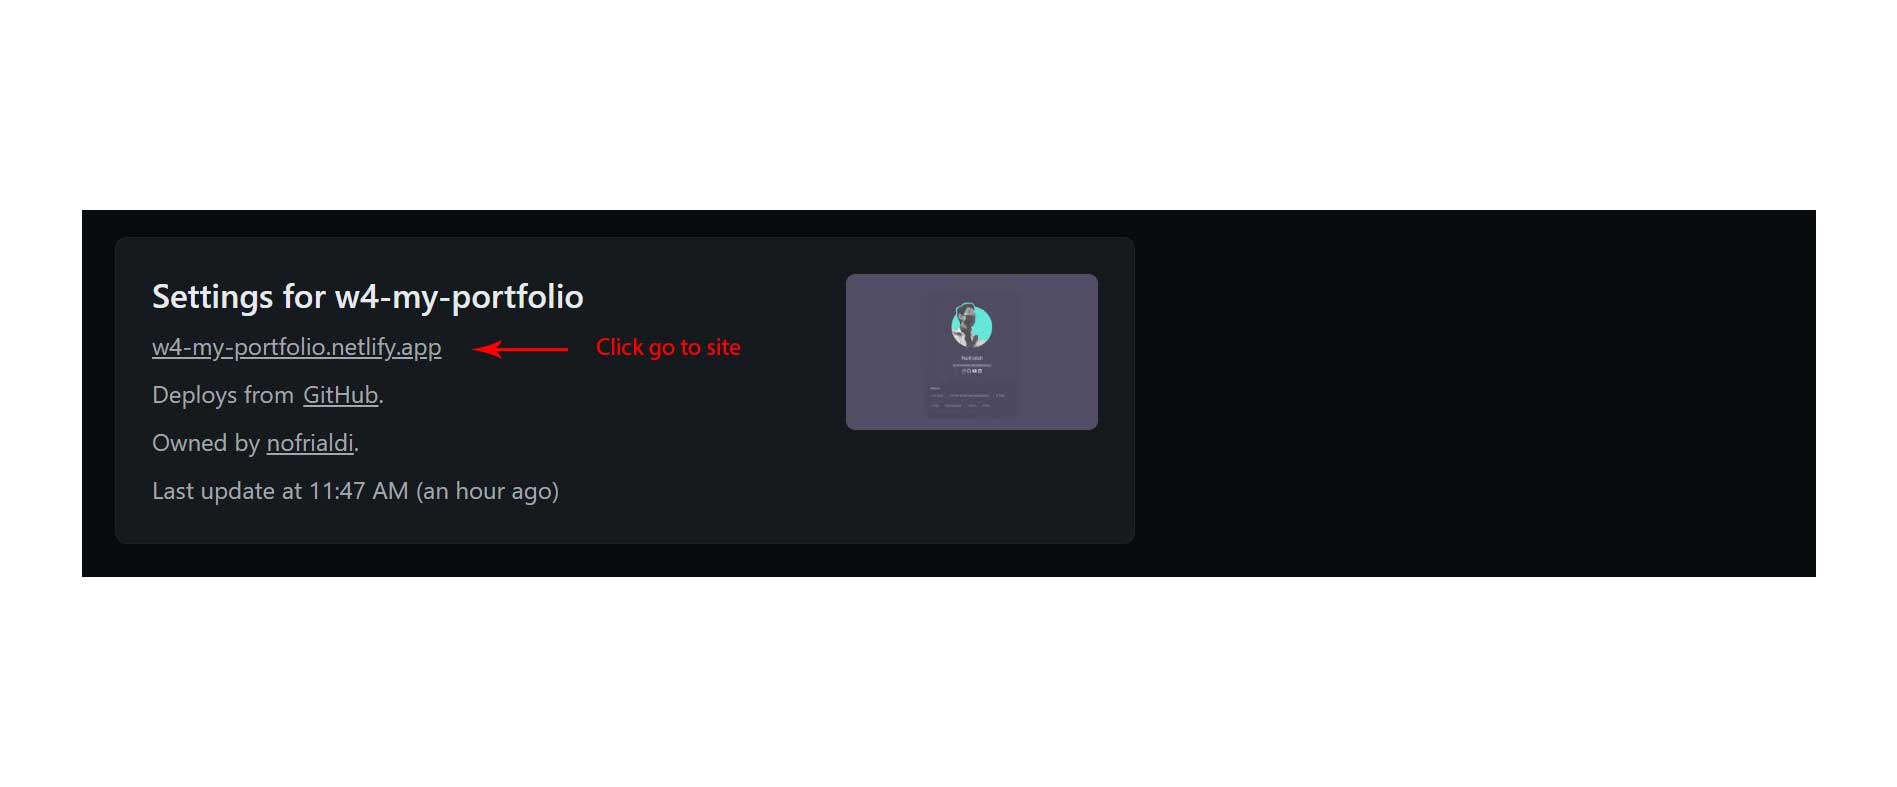 Settings for w4-my-portfolio
w4-my-portfolio.netlify.app
Click go to site
Deploys from GitHub.
Owned by nofrialdi.
Last update at 11:47 AM (an hour ago)
Nofrialdi